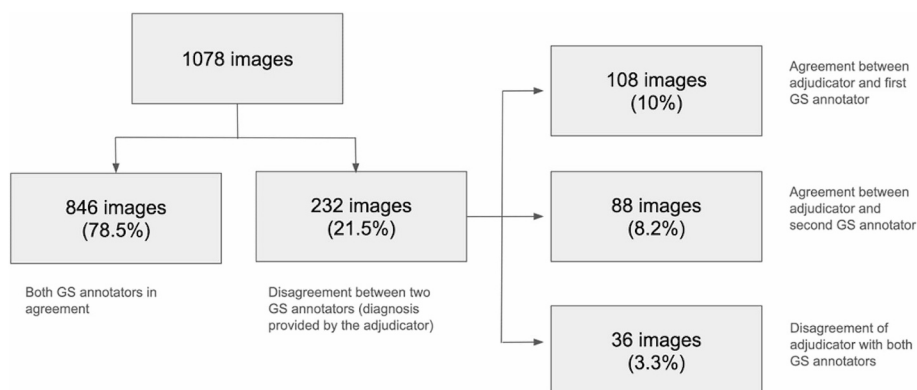 1078 images
846 images
(78.5%)
Both GS annotators in
agreement
232 images
(21.5%)
Disagreement between two
GS annotators (diagnosis
provided by the adjudicator)
108 images
(10%)
Agreement between
adjudicator and first
GS annotator
88 images
(8.2%)
Agreement between
adjudicator and
second GS annotator
36 images
(3.3%)
Disagreement of
adjudicator with both
GS annotators